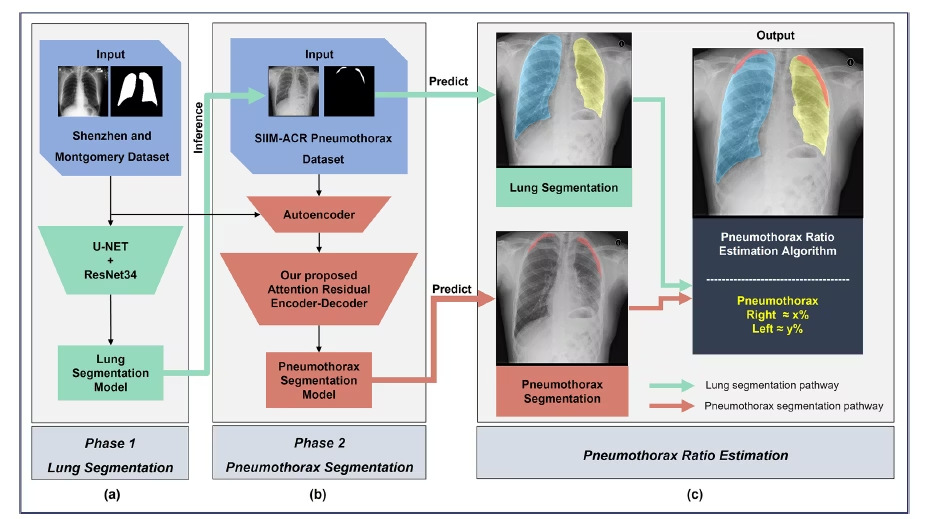 Input
Shenzhen and
Montgomery Dataset
U-NET
+
ResNet34
Lung
Segmentation
Model
Phase 1
Lung Segmentation
(a)
Inference
Input
SIIM-ACR Pneumothorax
Dataset
Autoencoder
Our proposed
Attention Residual
Encoder-Decoder
Pneumothorax
Segmentation
Model
Phase 2
Pneumothorax Segmentation
(b)
Predict
Predict
Lung Segmentation
Pneumothorax
Segmentation
Output
Pneumothorax Ratio
Estimation Algorithm
Pneumothorax
Right ≈ x%
Left ≈ y%
Lung segmentation pathway
Pneumothorax segmentation pathway
Pneumothorax Ratio Estimation
(c)